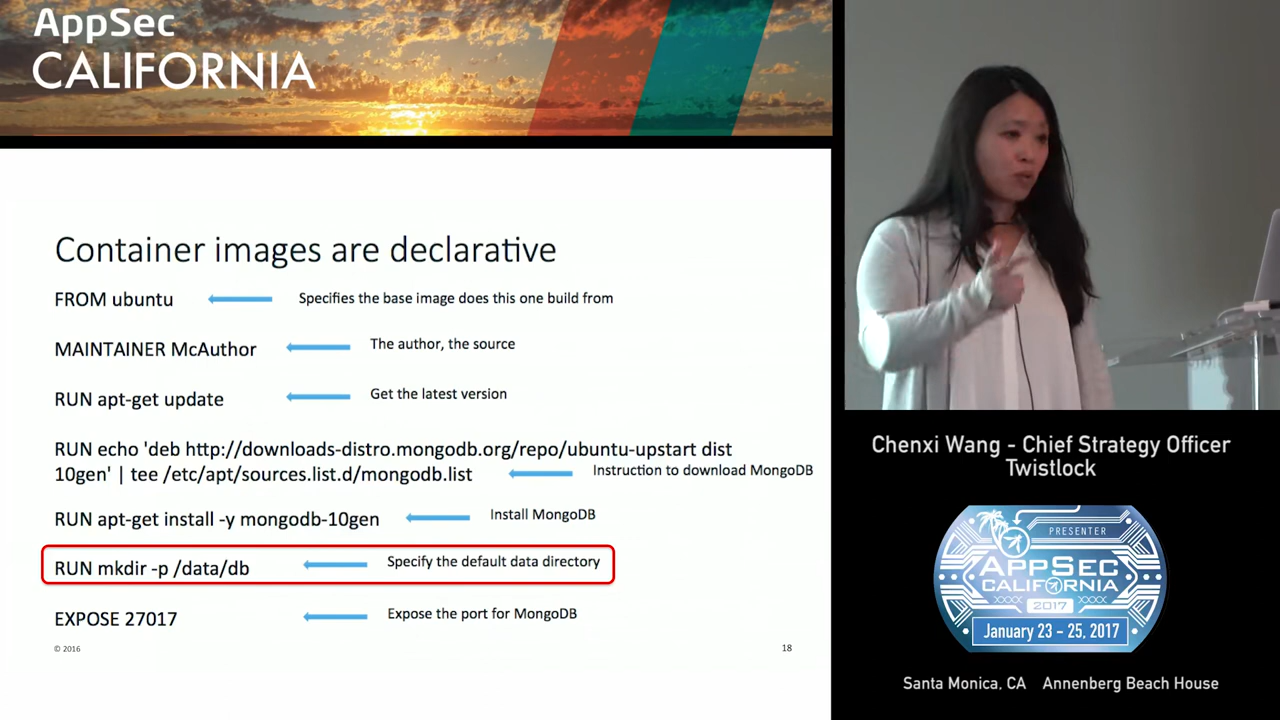 AppSec
CALIFORNIA
Container images are declarative
FROM ubuntu
Specifies the base image does this one build from
MAINTAINER McAuthor
The author, the source
RUN apt-get update
Get the latest version
RUN echo 'deb http://downloads-distro.mongodb.org/repo/ubuntu-upstart dist
10gen' | tee /etc/apt/sources.list.d/mongodb.list
Instruction to download MongoDB
RUN apt-get install -y mongodb-10gen
Install MongoDB
RUN mkdir -p /data/db
Specify the default data directory
EXPOSE 27017
Expose the port for MongoDB
© 2016
18
Chenxi Wang - Chief Strategy Officer
Twistlock
PRESENTER
APPSEC
CALIFORNIA
2017
January 23 - 25, 2017
Santa Monica, CA Annenberg Beach House